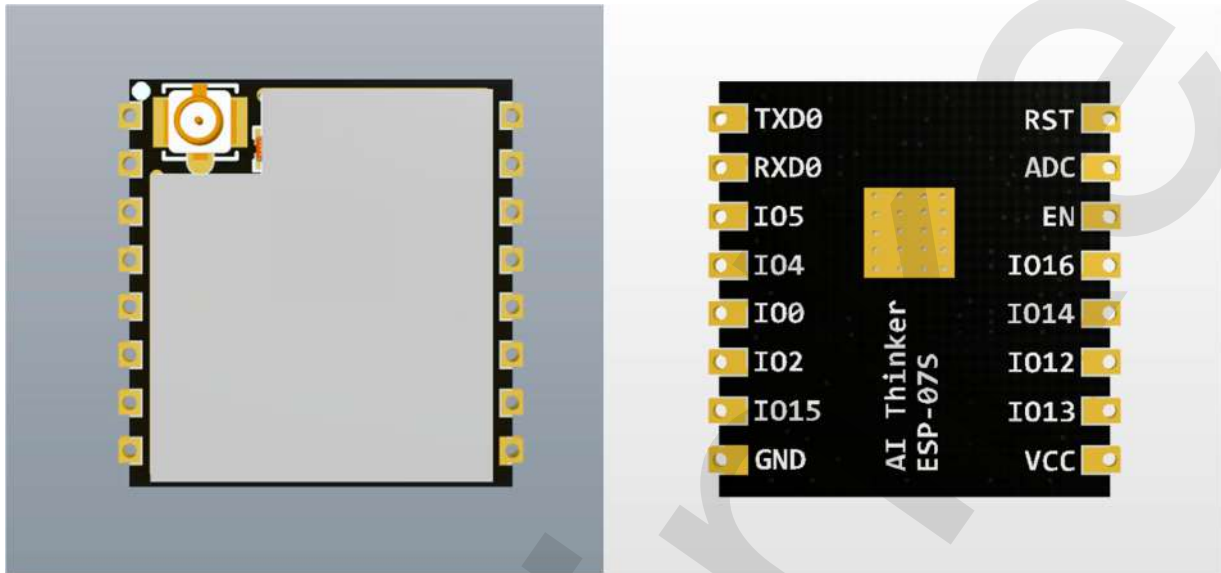 TXD0 RST
RXD0 ADC
IO5 EN
IO4 IO16
IO0 IO14
IO2 IO12
IO15 IO13
GND VCC
AI Thinker
ESP-07S